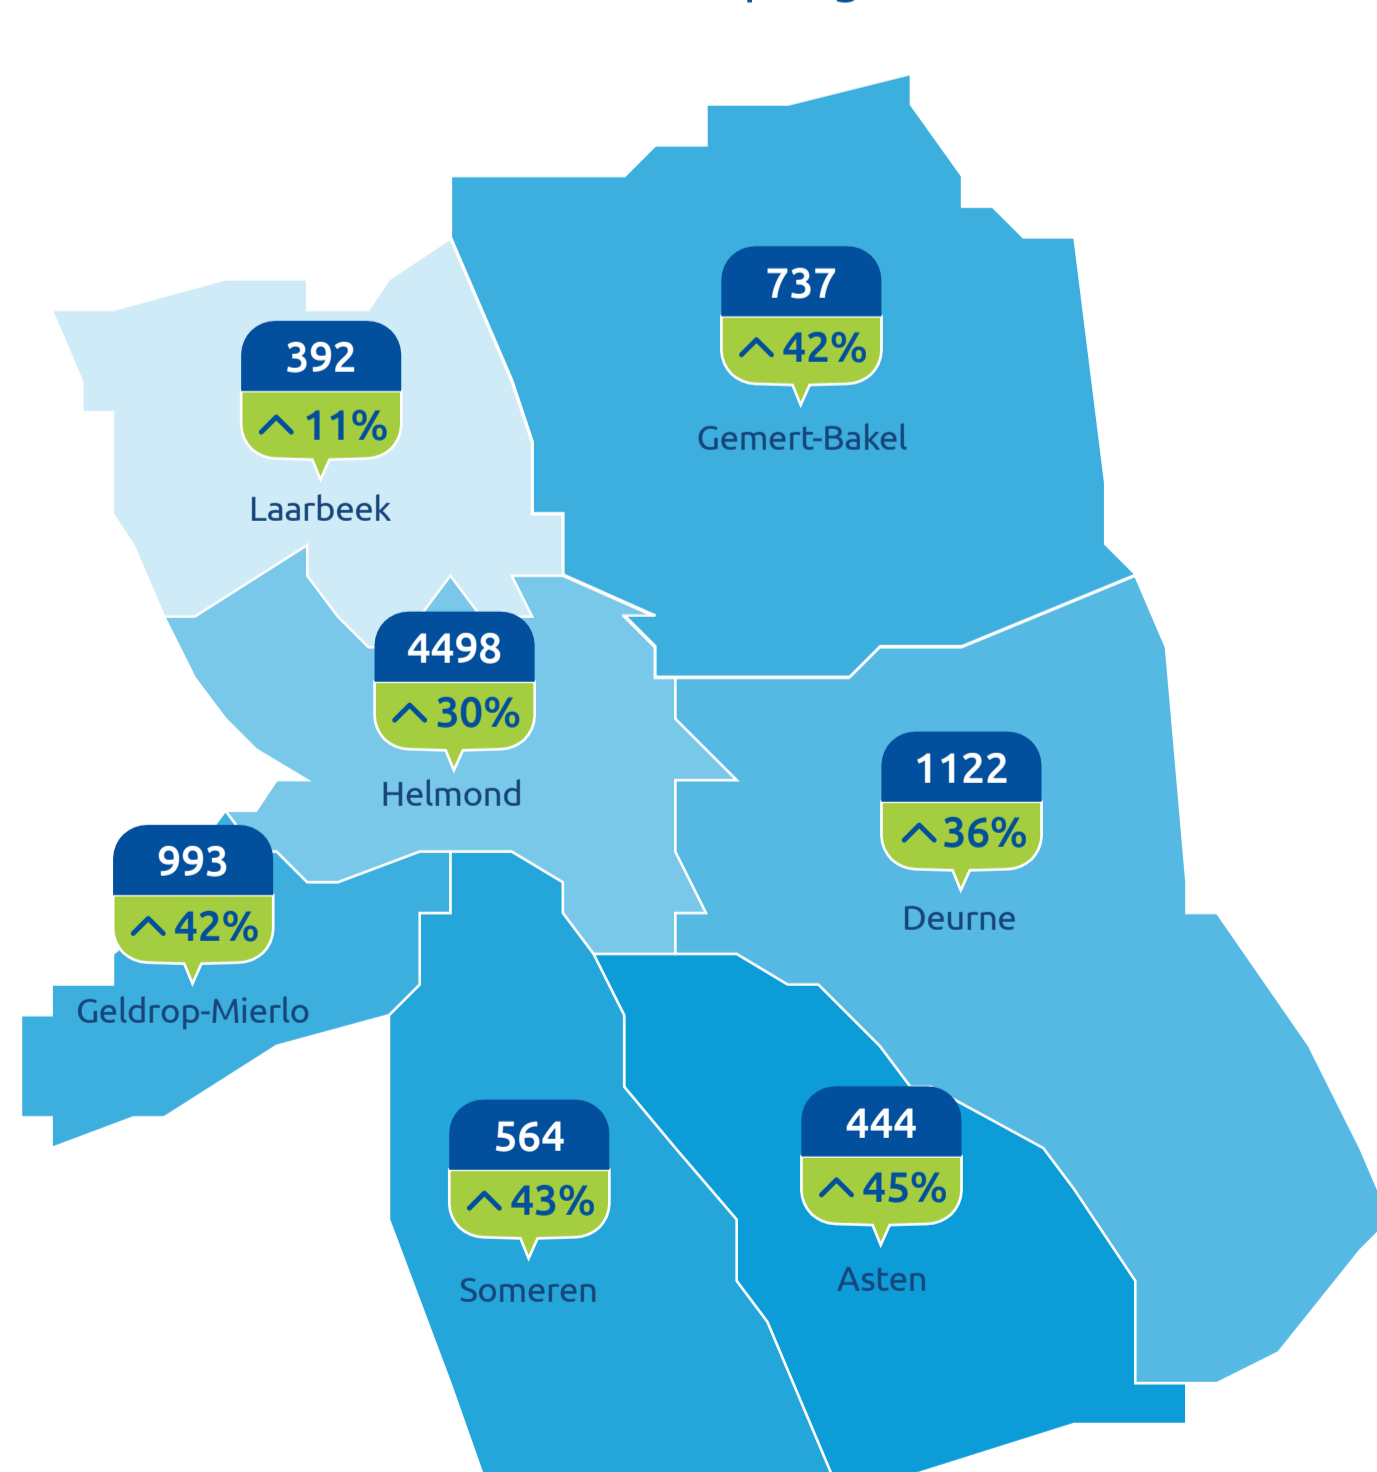 737
42%
Gemert-Bakel
392
11%
Laarbeek
4498
30%
Helmond
1122
36%
Deurne
993
42%
Geldrop-Mierlo
564
43%
Someren
444
45%
Asten